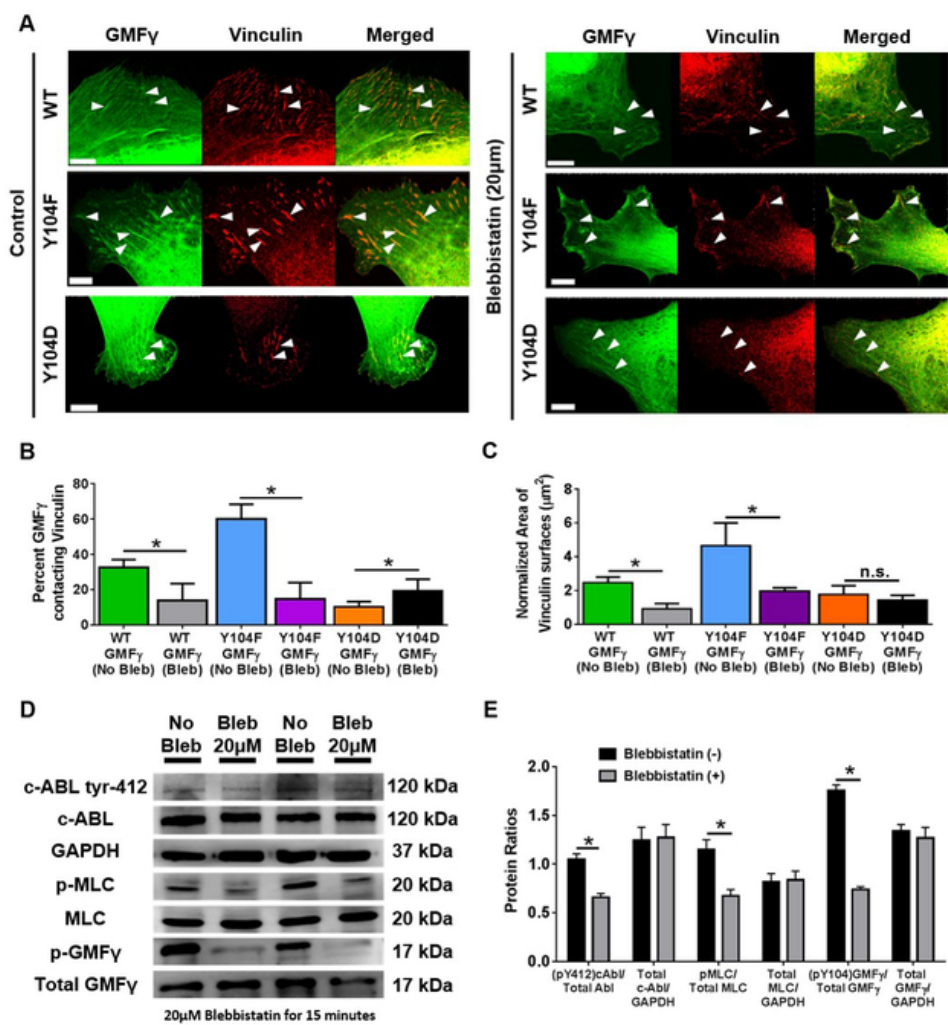 A
GMFγ Vinculin Merged
Control
WT
Y104F
Y104D
GMFγ Vinculin Merged
Blebbistatin (20μm)
WT
Y104F
Y104D
B
Percent GMFγ
contacting Vinculin
80
60
40
20
0
*
*
*
WT
GMFγ
(No Bleb)
WT
GMFγ
(Bleb)
Y104F
GMFγ
(No Bleb)
Y104F
GMFγ
(Bleb)
Y104D
GMFγ
(No Bleb)
Y104D
GMFγ
(Bleb)
C
Normalized Area of
Vinculin surfaces (μm²)
8
6
4
2
0
*
*
n.s.
WT
GMFγ
(No Bleb)
WT
GMFγ
(Bleb)
Y104F
GMFγ
(No Bleb)
Y104F
GMFγ
(Bleb)
Y104D
GMFγ
(No Bleb)
Y104D
GMFγ
(Bleb)
D
No
Bleb
Bleb
20μM
No
Bleb
Bleb
20μM
c-ABL tyr-412 120 kDa
c-ABL 120 kDa
GAPDH 37 kDa
p-MLC 20 kDa
MLC 20 kDa
p-GMFγ 17 kDa
Total GMFγ 17 kDa
20μM Blebbistatin for 15 minutes
E
Blebbistatin (-)
Blebbistatin (+)
Protein Ratios
2.0
1.5
1.0
0.5
0.0
*
*
*
(pY412)cAbl/
Total Abl
Total
c-Abl/
GAPDH
pMLC/
Total MLC
Total
MLC/
GAPDH
(pY104)GMFγ/
Total GMFγ
Total
GMFγ/
GAPDH